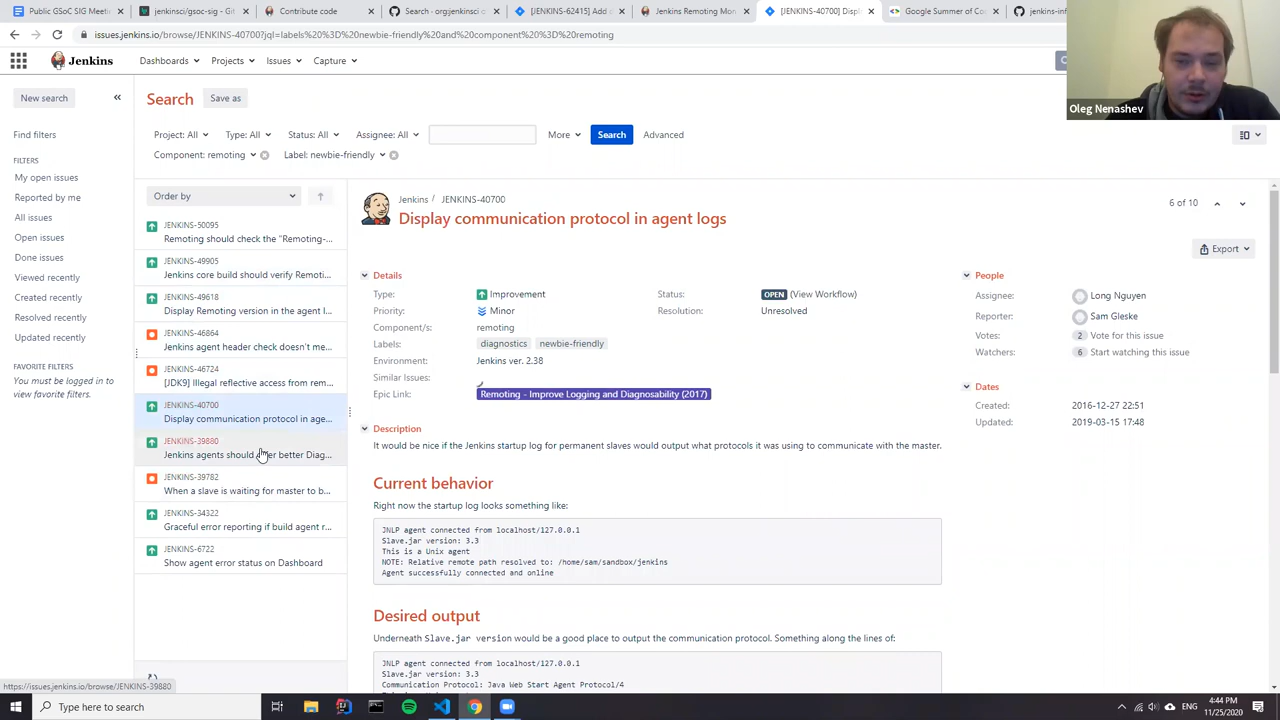 Public GSoC SIG Meeting
jenkinsci/gsoc-sig - Git
Contribute code
Search · org:jenkinsci
[JENKINS-62415] Add
Jenkins Remoting Mo
[JENKINS-40700] Disp
Google Summer of Co
jenkins-inf
issues.jenkins.io/browse/JENKINS-40700?jql=labels%20%3D%20newbie-friendly%20and%20component%20%3D%20remoting
Jenkins
Dashboards
Projects
Issues
Capture
Oleg Nenashev
New search
«
Search
Save as
Find filters
FILTERS
My open issues
Reported by me
All issues
Open issues
Done issues
Viewed recently
Created recently
Resolved recently
Updated recently
FAVORITE FILTERS
You must be logged in to
view favorite filters.
Project: All
Type: All
Status: All
Assignee: All
More
Search
Advanced
Component: remoting
Label: newbie-friendly
Order by
JENKINS-50095
Remoting should check the "Remoting-...
JENKINS-49905
Jenkins core build should verify Remoti...
JENKINS-49618
Display Remoting version in the agent l...
JENKINS-46864
Jenkins agent header check don't me...
JENKINS-46724
[JDK9] Illegal reflective access from rem...
JENKINS-40700
Display communication protocol in age...
JENKINS-39880
Jenkins agents should better Diag...
JENKINS-39782
When a slave is waiting for master to b...
JENKINS-34322
Graceful error reporting if build agent r...
JENKINS-6722
Show agent error status on Dashboard
Jenkins / JENKINS-40700
Display communication protocol in agent logs
6 of 10
Export
Details
Type: Improvement
Status: OPEN (View Workflow)
Priority: Minor
Resolution: Unresolved
Component/s: remoting
Labels: diagnostics newbie-friendly
Environment: Jenkins ver. 2.38
Similar Issues:
Epic Link: Remoting - Improve Logging and Diagnosability (2017)
People
Assignee: Long Nguyen
Reporter: Sam Gleske
Votes: 2 Vote for this issue
Watchers: 6 Start watching this issue
Dates
Created: 2016-12-27 22:51
Updated: 2019-03-15 17:48
Description
It would be nice if the Jenkins startup log for permanent slaves would output what protocols it was using to communicate with the master.
Current behavior
Right now the startup log looks something like:
JNLP agent connected from localhost/127.0.0.1
Slave.jar version: 3.3
This is a Unix agent
NOTE: Relative remote path resolved to: /home/sam/sandbox/jenkins
Agent successfully connected and online
Desired output
Underneath Slave.jar version would be a good place to output the communication protocol. Something along the lines of:
JNLP agent connected from localhost/127.0.0.1
Slave.jar version: 3.3
Communication Protocol: Java Web Start Agent Protocol/4
https://issues.jenkins.io/browse/JENKINS-39880
Type here to search
ENG
4:44 PM
11/25/2020